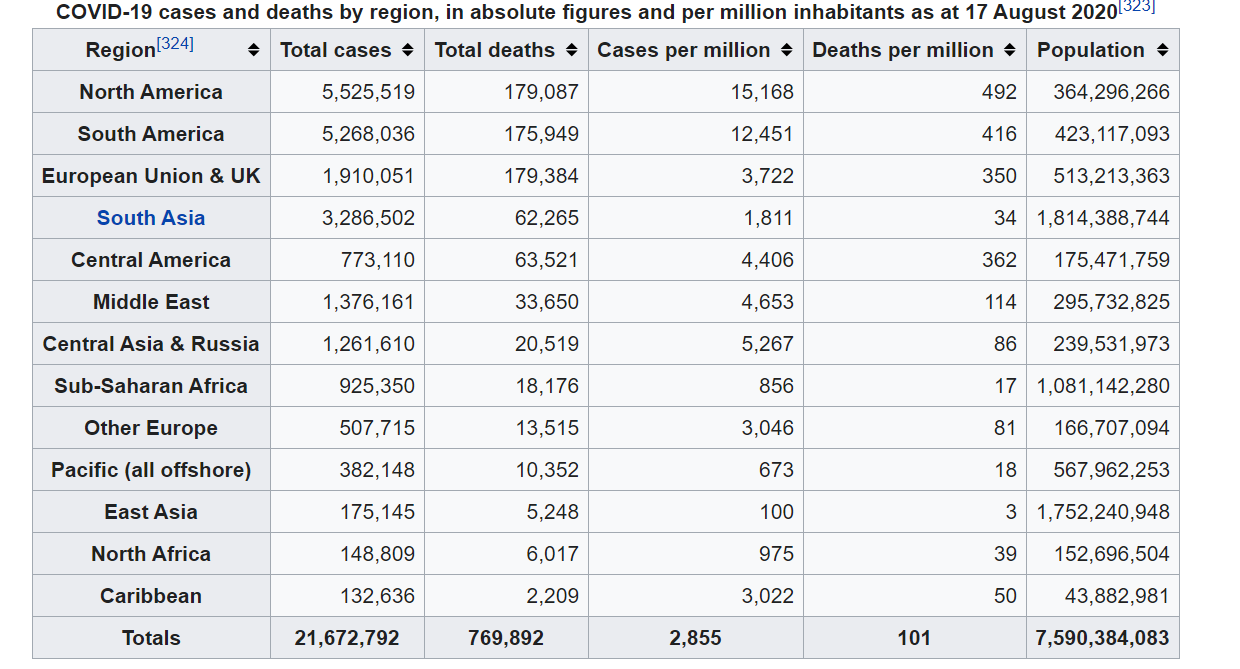 COVID-19 cases and deaths by region, in absolute figures and per million inhabitants as at 17 August 2020[323]
Region[324] Total cases Total deaths Cases per million Deaths per million Population
North America 5,525,519 179,087 15,168 492 364,296,266
South America 5,268,036 175,949 12,451 416 423,117,093
European Union & UK 1,910,051 179,384 3,722 350 513,213,363
South Asia 3,286,502 62,265 1,811 34 1,814,388,744
Central America 773,110 63,521 4,406 362 175,471,759
Middle East 1,376,161 33,650 4,653 114 295,732,825
Central Asia & Russia 1,261,610 20,519 5,267 86 239,531,973
Sub-Saharan Africa 925,350 18,176 856 17 1,081,142,280
Other Europe 507,715 13,515 3,046 81 166,707,094
Pacific (all offshore) 382,148 10,352 673 18 567,962,253
East Asia 175,145 5,248 100 3 1,752,240,948
North Africa 148,809 6,017 975 39 152,696,504
Caribbean 132,636 2,209 3,022 50 43,882,981
Totals 21,672,792 769,892 2,855 101 7,590,384,083